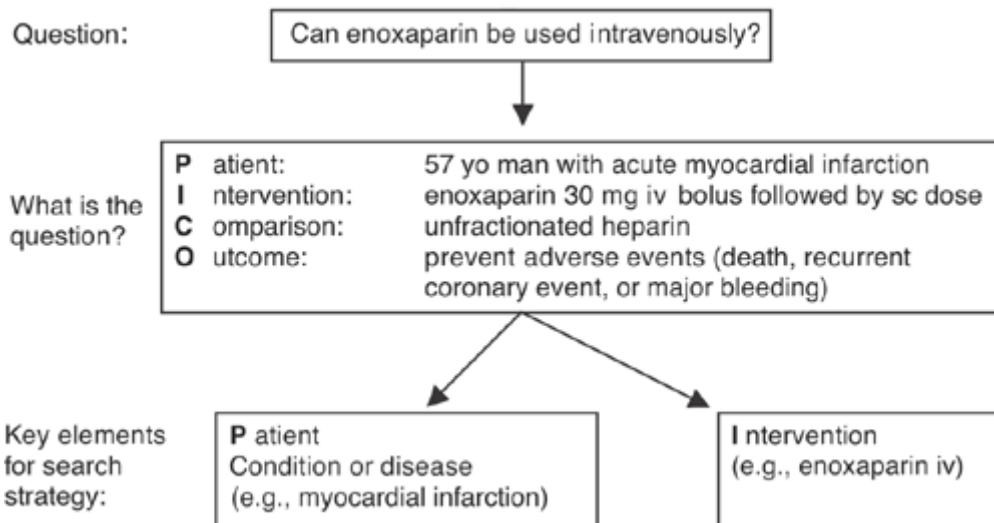 Question:
Can enoxaparin be used intravenously?
What is the question?
P atient: 57 yo man with acute myocardial infarction
I ntervention: enoxaparin 30 mg iv bolus followed by sc dose
C omparison: unfractionated heparin
O utcome: prevent adverse events (death, recurrent
coronary event, or major bleeding)
Key elements
for search
strategy:
P atient
Condition or disease
(e.g., myocardial infarction)
I ntervention
(e.g., enoxaparin iv)